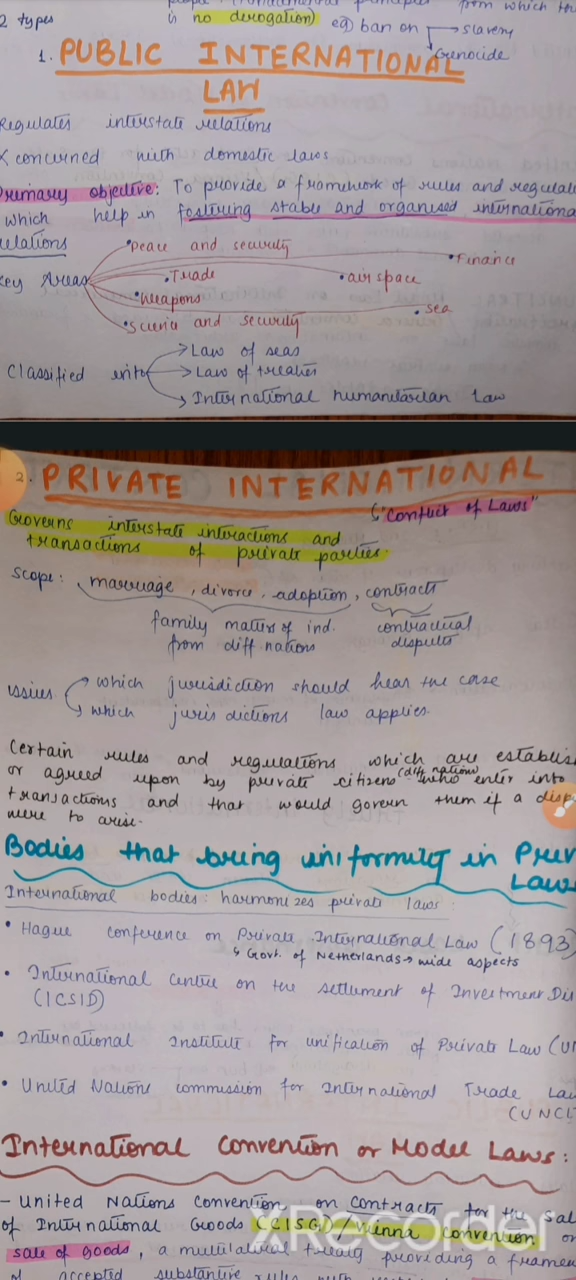 2 types
is no derogation) eg) ban on → slavery
Genocide
1. PUBLIC INTERNATIONAL
LAW
Regulates interstate relations
X concerned with domestic laws
Primary objective: To provide a framework of rules and regulat
which help in fostering stable and organised internationa
relations
Key Areas
• Peace and security
• Finance
• Trade
• air space
• Weapons
• sea
• Science and security
Classified into
→ Law of seas
→ Law of treaties
→ International humanitarian Law
2. PRIVATE INTERNATIONAL
"Conflict of Laws"
Governs interstate interactions and
transactions of private parties.
Scope: marriage, divorce, adoption, contracts
family matters of ind. contractual
from diff nations disputes
issues
→ which jurisdiction should hear the case
→ which jurisdictions law applies.
Certain rules and regulations which are establis
or agreed upon by private citizens (diff nations) who enter into
transactions and that would govern them if a disp
were to arise.
Bodies that bring uniformity in Priv
Laws
International bodies: harmonizes private laws:
• Hague conference on Private International Law (1893)
↳ Govt. of Netherlands → wide aspects
• International Centre on the settlement of Investment Dis
(ICSID)
• International Institute for unification of Private Law (UN
• United Nations commission for International Trade Law
(UNCIT
International Convention or Model Laws:
- United Nations Convention on Contracts for the Sal
of International Goods (CISG) / Vienna Convention on
sale of goods, a multilateral treaty providing a frame
of accepted substantive rules
XRecorder